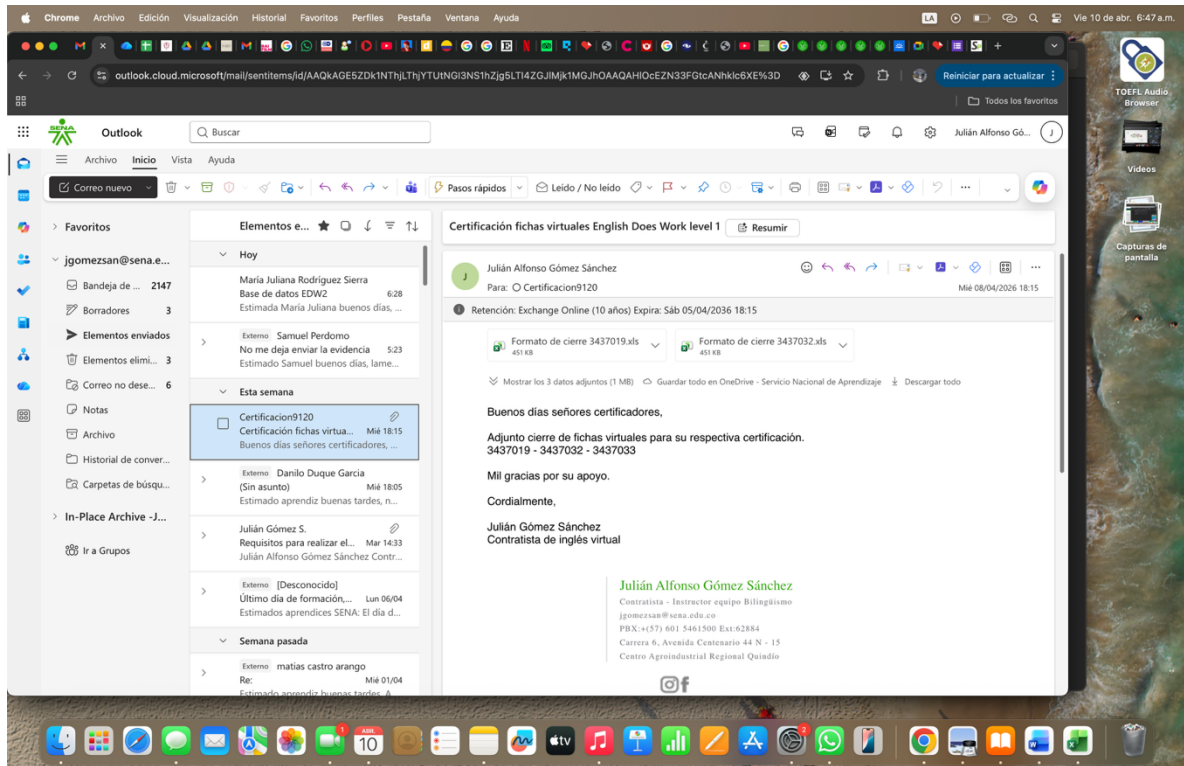 Chrome Archivo Edición Visualización Historial Favoritos Perfiles Pestaña Ventana Ayuda
LA Vie 10 de abr. 6:47 a.m.
outlook.cloud.microsoft/mail/sentitems/id/AAQkAGE5ZDk1NThjLThjYTUtNGI3NS1hZjg5LTI4ZGJlMjk1MGJhOAAQAHIOcEZN33FGtcANhklc6XE%3D
Reiniciar para actualizar
Todos los favoritos
TOEFL Audio
Browser
Videos
Capturas de
pantalla
SENA
Outlook
Buscar
Julián Alfonso Gó...
J
Archivo Inicio Vista Ayuda
Correo nuevo
Pasos rápidos
Leído / No leído
Favoritos
jgomezsan@sena.e...
Bandeja de ... 2147
Borradores 3
Elementos enviados
Elementos elimi... 3
Correo no dese... 6
Notas
Archivo
Historial de conver...
Carpetas de búsqu...
In-Place Archive -J...
Ir a Grupos
Elementos e...
Hoy
Maria Juliana Rodríguez Sierra
Base de datos EDW2 6:28
Estimada Maria Juliana buenos días, ...
Externo Samuel Perdomo
No me deja enviar la evidencia 5:23
Estimado Samuel buenos días, lame...
Esta semana
Certificacion9120
Certificación fichas virtua... Mié 18:15
Buenos días señores certificadores, ...
Externo Danilo Duque Garcia
(Sin asunto) Mié 18:05
Estimado aprendiz buenas tardes, n...
Julián Gómez S.
Requisitos para realizar el... Mar 14:33
Julián Alfonso Gómez Sánchez Contr...
Externo [Desconocido]
Último día de formación,... Lun 06/04
Estimados aprendices SENA: El día d...
Semana pasada
Externo matias castro arango
Re: Mié 01/04
Estimado aprendiz buenas tardes. A
Certificación fichas virtuales English Does Work level 1
Resumir
J
Julián Alfonso Gómez Sánchez
Para: Certificacion9120
Mié 08/04/2026 18:15
Retención: Exchange Online (10 años) Expira: Sáb 05/04/2036 18:15
Formato de cierre 3437019.xls
451 KB
Formato de cierre 3437032.xls
451 KB
Mostrar los 3 datos adjuntos (1 MB) Guardar todo en OneDrive - Servicio Nacional de Aprendizaje Descargar todo
Buenos días señores certificadores,
Adjunto cierre de fichas virtuales para su respectiva certificación.
3437019 - 3437032 - 3437033
Mil gracias por su apoyo.
Cordialmente,
Julián Gómez Sánchez
Contratista de inglés virtual
Julián Alfonso Gómez Sánchez
Contratista - Instructor equipo Bilingüismo
jgomezsan@sena.edu.co
PBX:+(57) 601 5461500 Ext:62884
Carrera 6, Avenida Centenario 44 N - 15
Centro Agroindustrial Regional Quindío
ABR.
10
tv